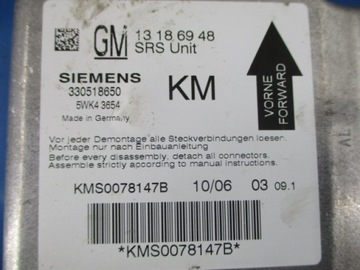 GM 13 18 69 48
SRS Unit
SIEMENS
330518650
5WK4 3654
Made in Germany
KM
VORNE
FORWARD
Vor jeder Demontage alle Steckverbindungen loesen.
Montage nur nach Einbauanleitung
Before every disassembly, detach all connectors.
Assemble strictly according to manual instructions.
KMS0078147B 10/06 03 09.1
*KMS0078147B*